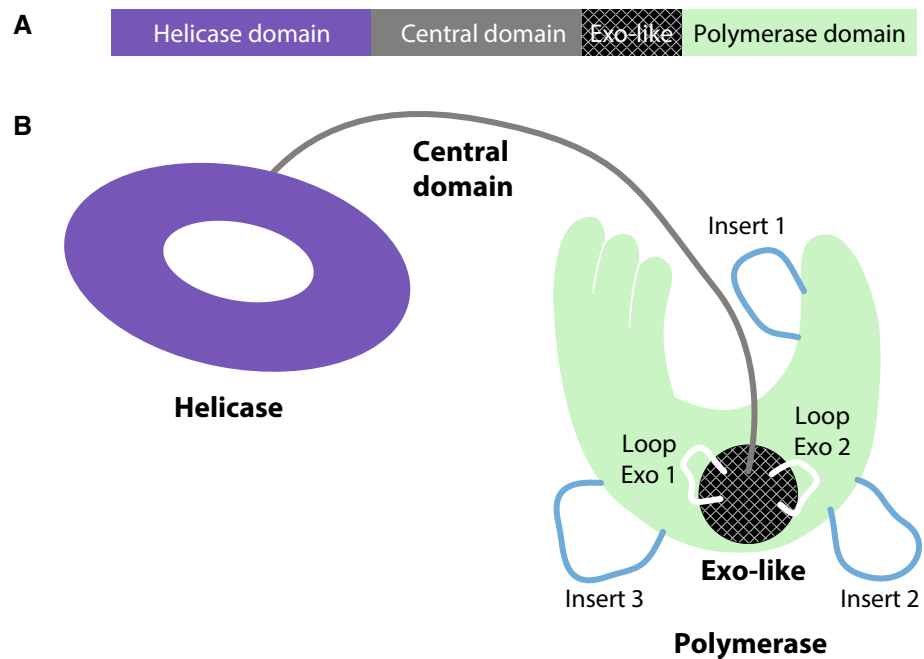 A
Helicase domain
Central domain
Exo-like
Polymerase domain
B
Central
domain
Insert 1
Helicase
Loop
Exo 1
Loop
Exo 2
Exo-like
Insert 3
Insert 2
Polymerase